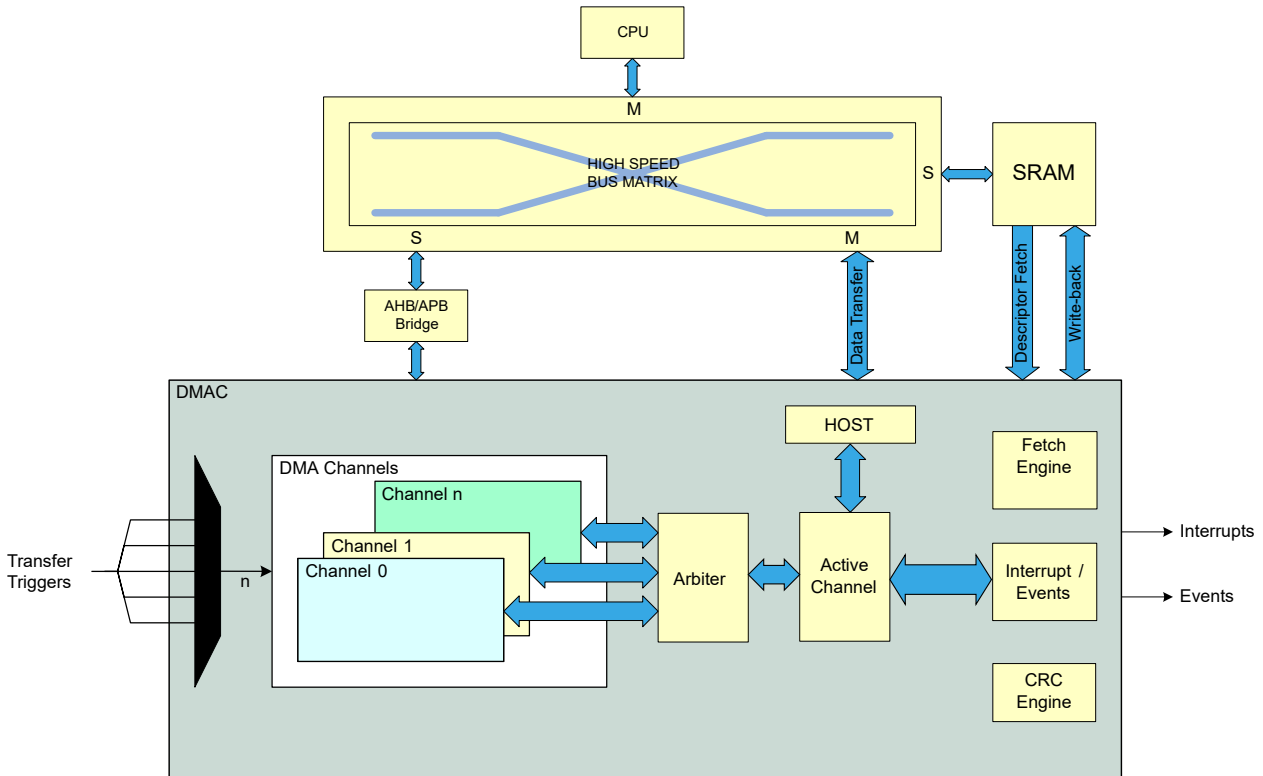 CPU
M
HIGH SPEED
BUS MATRIX
S
SRAM
S
M
AHB/APB
Bridge
Data Transfer
Descriptor Fetch
Write-back
DMAC
HOST
Fetch
Engine
DMA Channels
Channel n
Channel 1
Channel 0
Transfer
Triggers
n
Arbiter
Active
Channel
Interrupt /
Events
Interrupts
Events
CRC
Engine